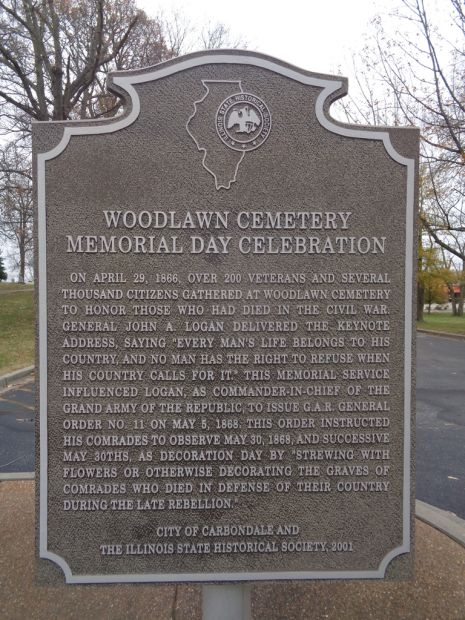 ILLINOIS STATE HISTORICAL SOCIETY
WOODLAWN CEMETERY
MEMORIAL DAY CELEBRATION
ON APRIL 29, 1866, OVER 200 VETERANS AND SEVERAL
THOUSAND CITIZENS GATHERED AT WOODLAWN CEMETERY
TO HONOR THOSE WHO HAD DIED IN THE CIVIL WAR.
GENERAL JOHN A. LOGAN DELIVERED THE KEYNOTE
ADDRESS, SAYING "EVERY MAN'S LIFE BELONGS TO HIS
COUNTRY, AND NO MAN HAS THE RIGHT TO REFUSE WHEN
HIS COUNTRY CALLS FOR IT." THIS MEMORIAL SERVICE
INFLUENCED LOGAN, AS COMMANDER-IN-CHIEF OF THE
GRAND ARMY OF THE REPUBLIC, TO ISSUE G.A.R. GENERAL
ORDER NO. 11 ON MAY 5, 1868. THIS ORDER INSTRUCTED
HIS COMRADES TO OBSERVE MAY 30, 1868, AND SUCCESSIVE
MAY 30THS, AS DECORATION DAY BY "STREWING WITH
FLOWERS OR OTHERWISE DECORATING THE GRAVES OF
COMRADES WHO DIED IN DEFENSE OF THEIR COUNTRY
DURING THE LATE REBELLION."
CITY OF CARBONDALE AND
THE ILLINOIS STATE HISTORICAL SOCIETY, 2001